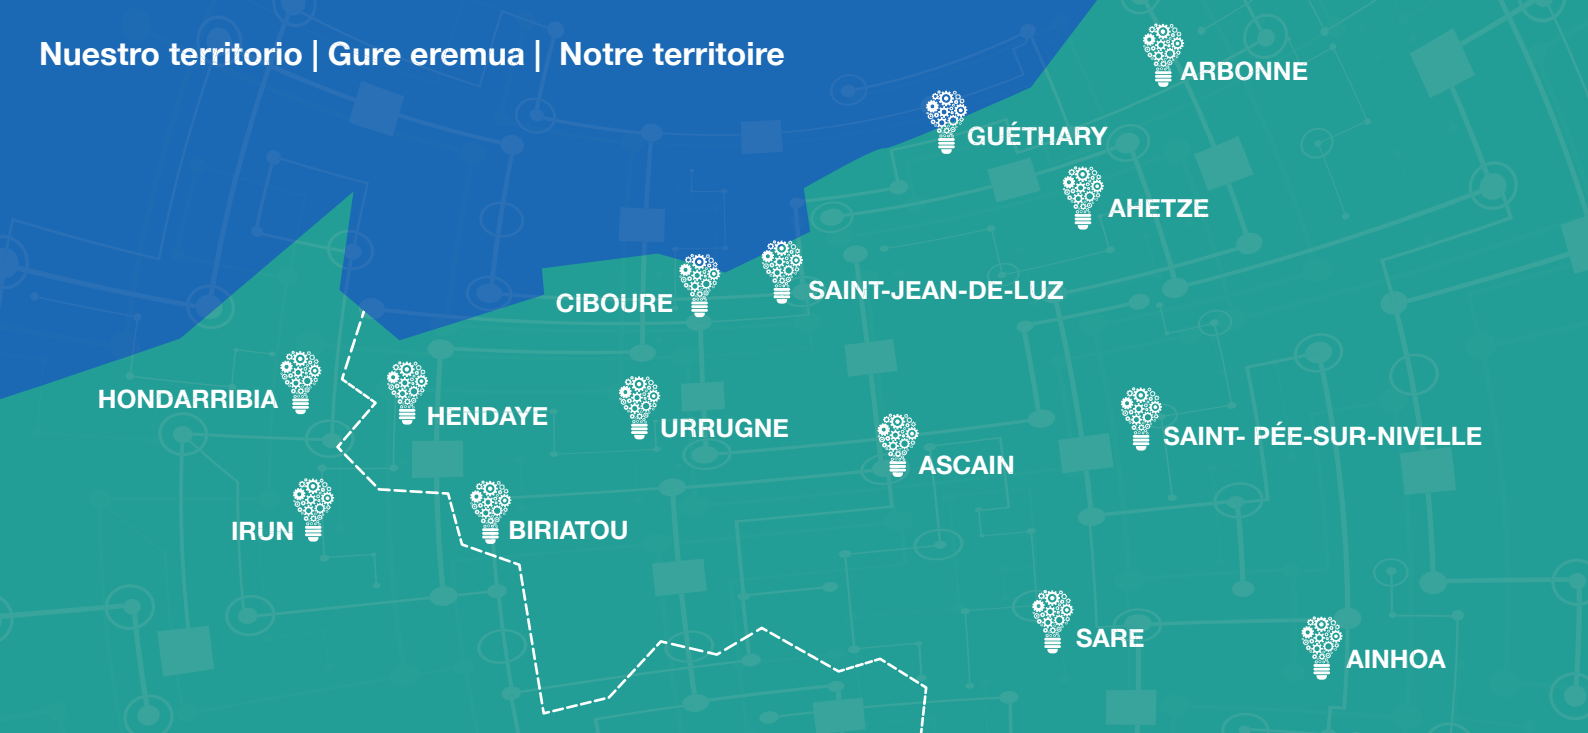 Nuestro territorio | Gure eremua | Notre territoire
ARBONNE
GUÉTHARY
AHETZE
SAINT-JEAN-DE-LUZ
CIBOURE
HONDARRIBIA
HENDAYE
URRUGNE
SAINT- PÉE-SUR-NIVELLE
ASCAIN
IRUN
BIRIATOU
SARE
AINHOA